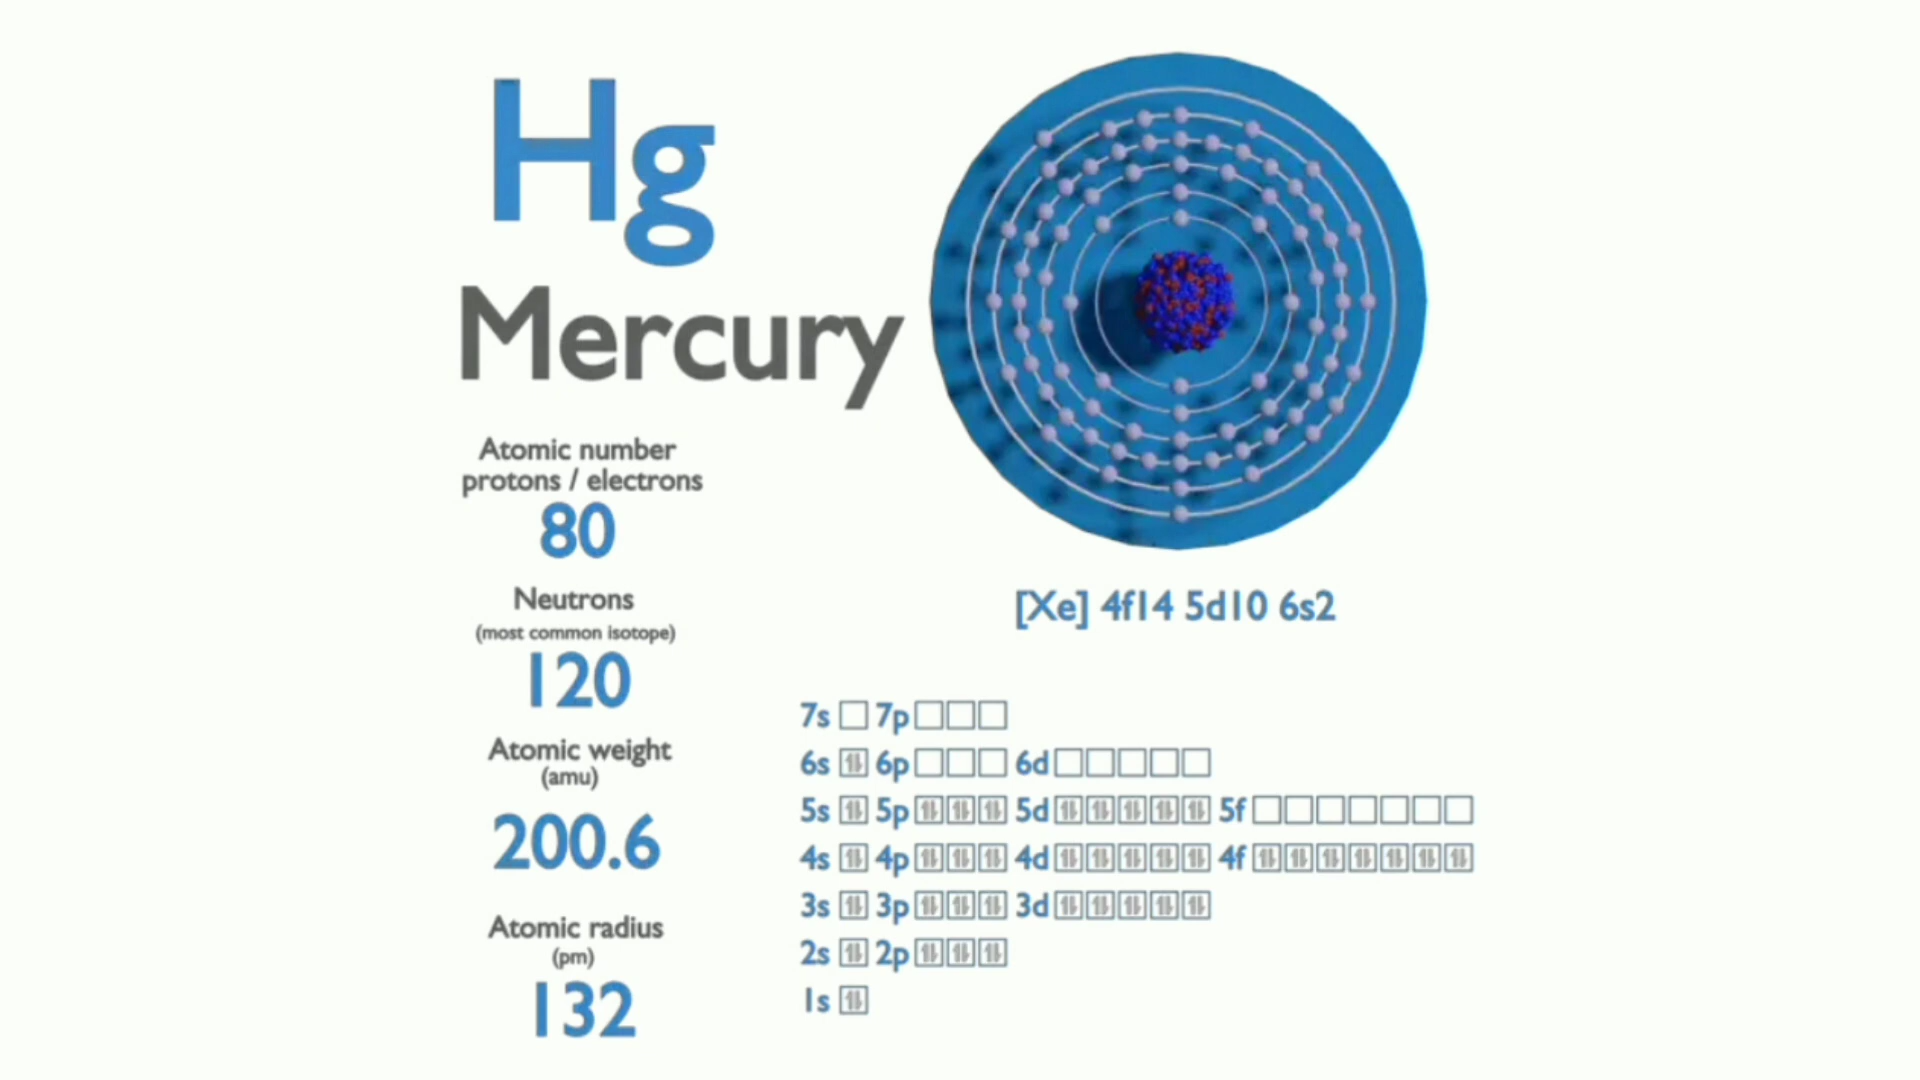 Hg
Mercury
Atomic number
protons / electrons
80
Neutrons
(most common isotope)
120
Atomic weight
(amu)
200.6
Atomic radius
(pm)
132
[Xe] 4f14 5d10 6s2
7s 7p
6s 6p 6d
5s 5p 5d 5f
4s 4p 4d 4f
3s 3p 3d
2s 2p
1s